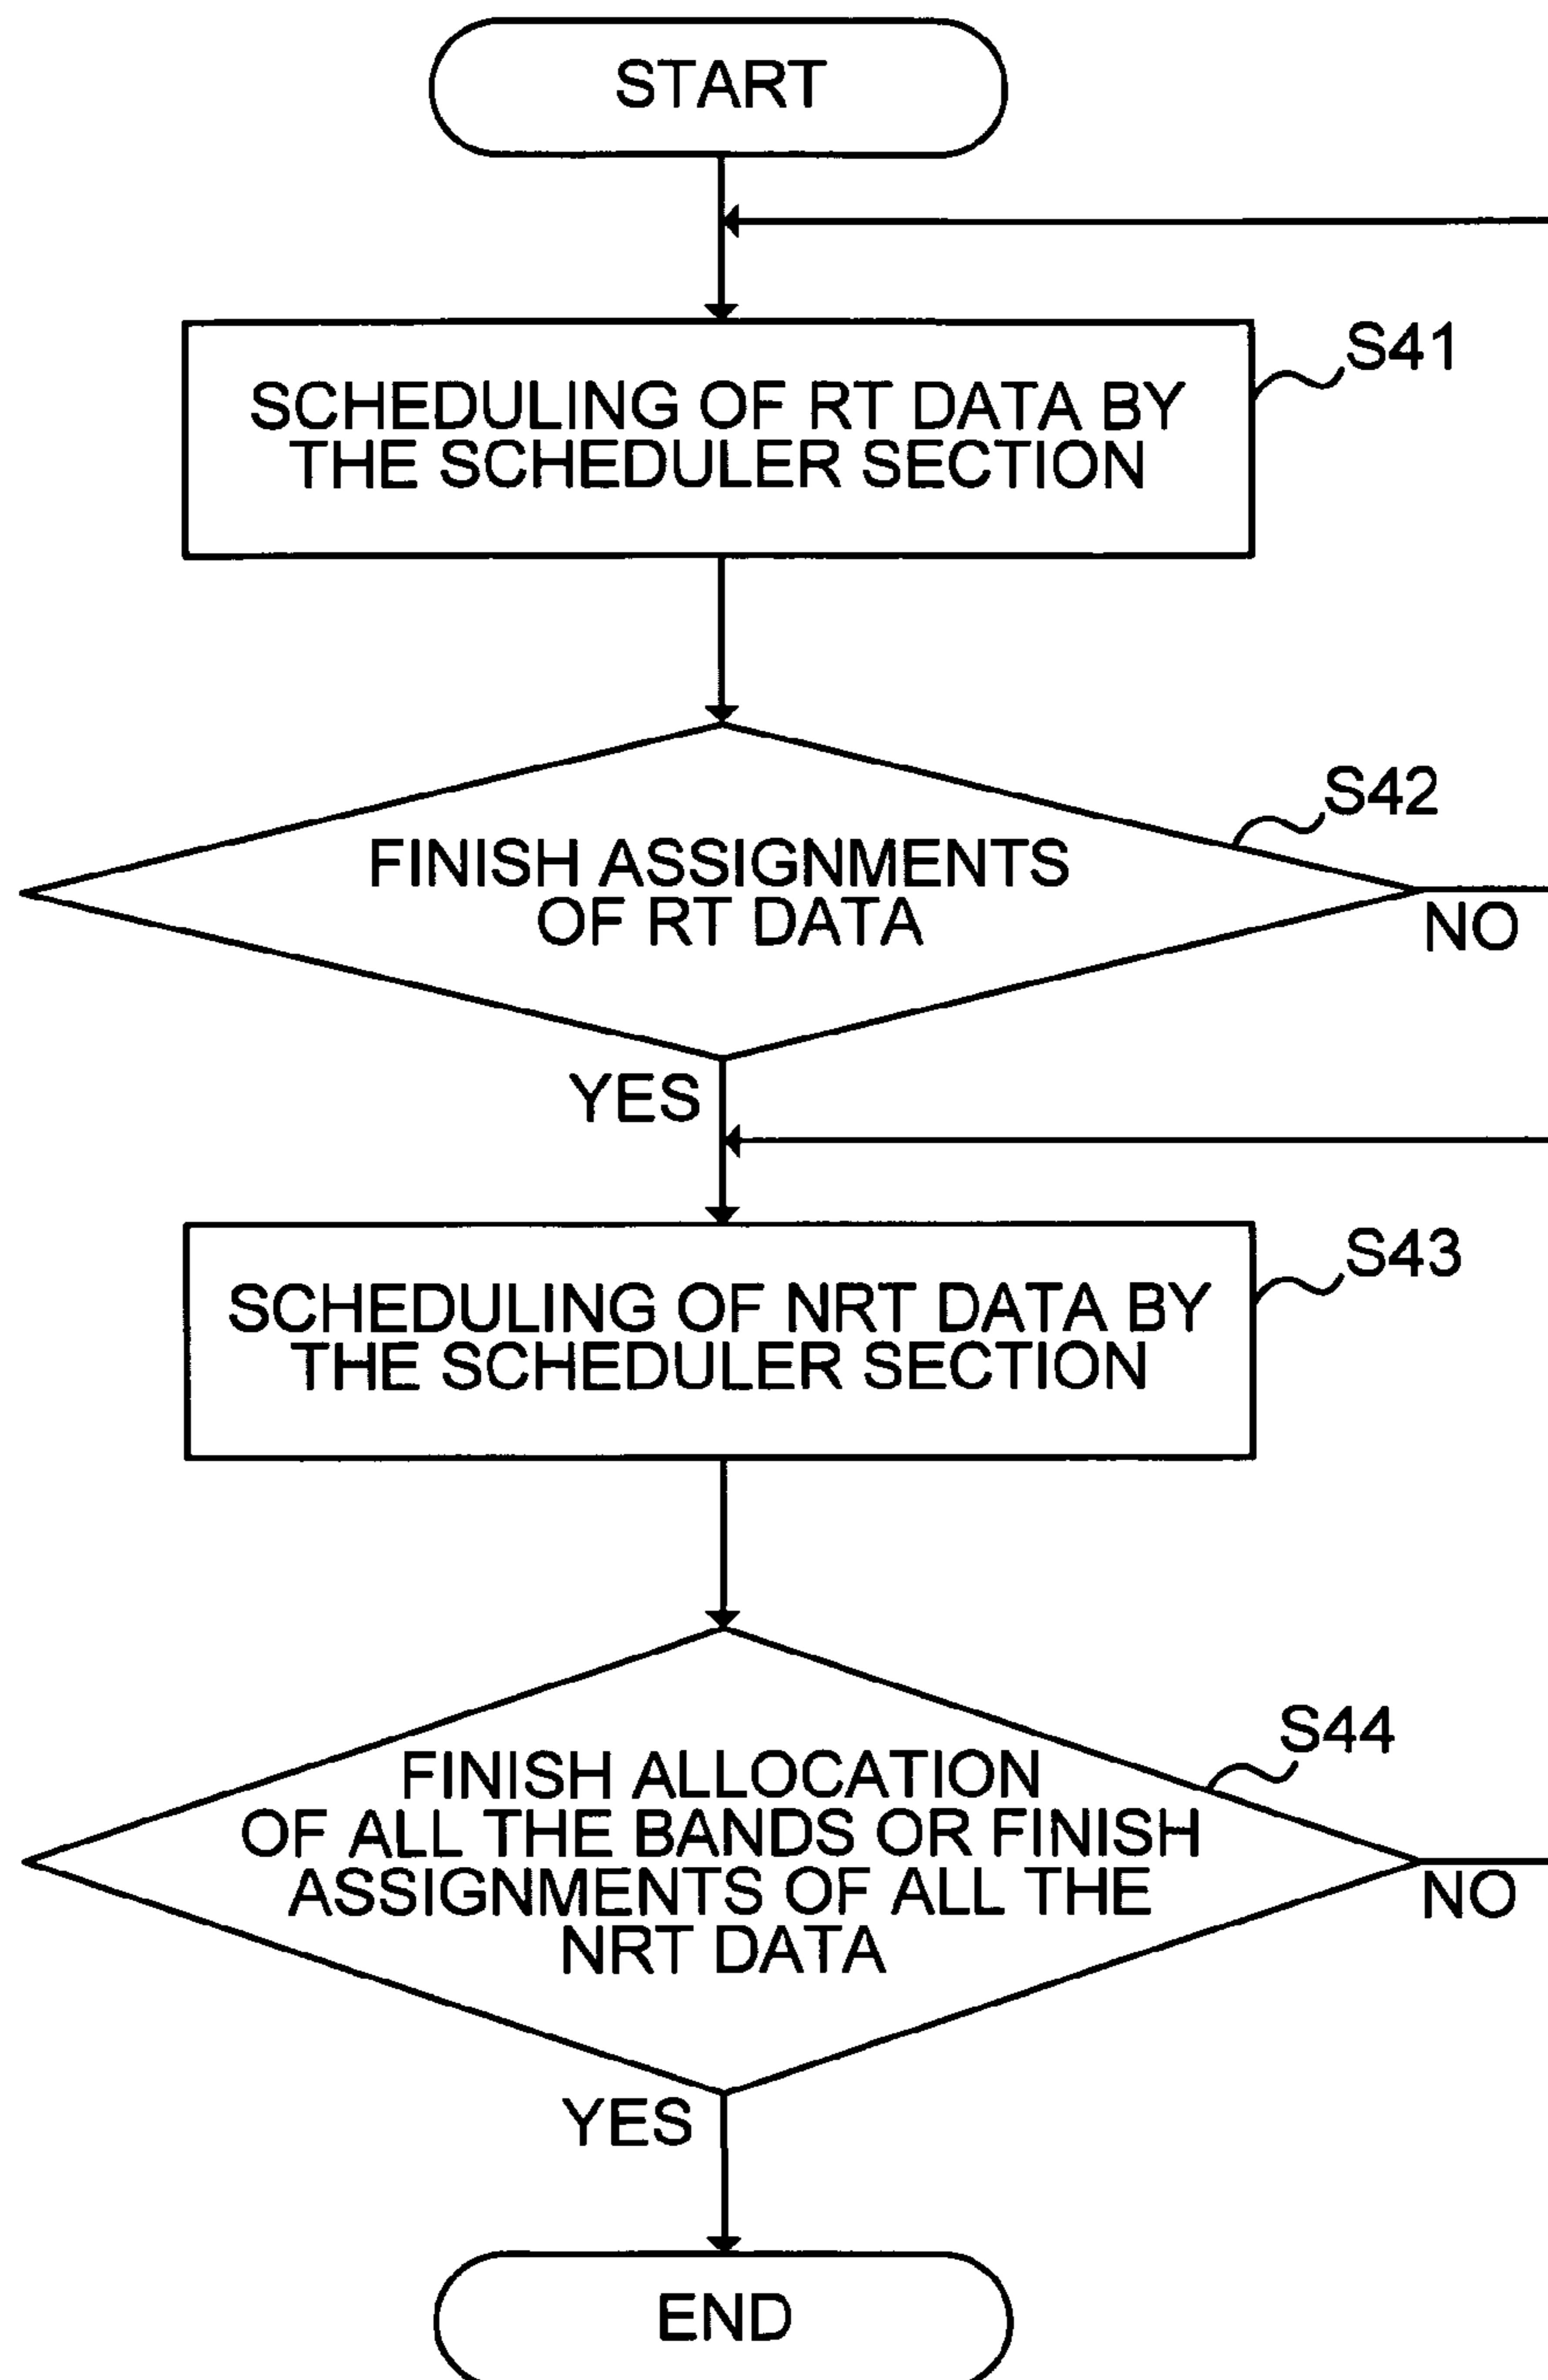 START
S41
SCHEDULING OF RT DATA BY
THE SCHEDULER SECTION
S42
FINISH ASSIGNMENTS
OF RT DATA
NO
YES
S43
SCHEDULING OF NRT DATA BY
THE SCHEDULER SECTION
S44
FINISH ALLOCATION
OF ALL THE BANDS OR FINISH
ASSIGNMENTS OF ALL THE
NRT DATA
NO
YES
END